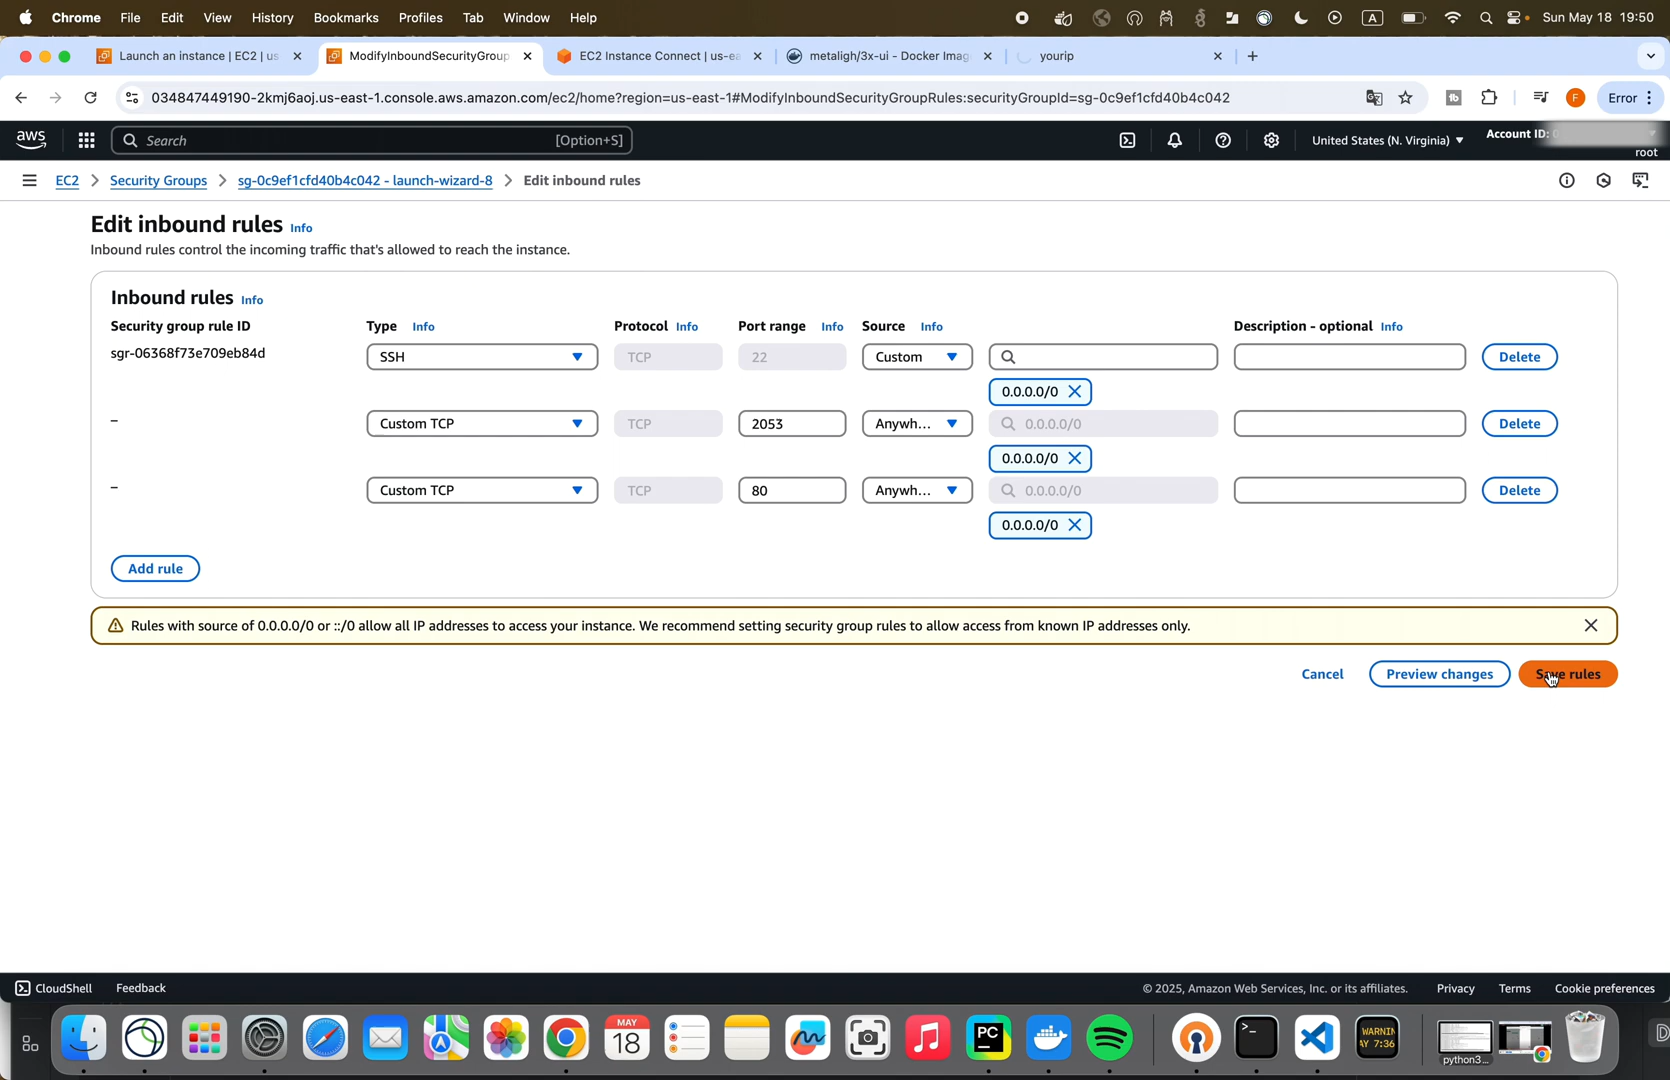 Chrome File Edit View History Bookmarks Profiles Tab Window Help A Sun May 18 19:50
Launch an instance | EC2 | us ModifyInboundSecurityGroup EC2 Instance Connect | us-ea metaligh/3x-ui - Docker Imag yourip
034847449190-2kmj6aoj.us-east-1.console.aws.amazon.com/ec2/home?region=us-east-1#ModifyInboundSecurityGroupRules:securityGroupId=sg-0c9ef1cfd40b4c042 F Error
aws Search [Option+S] United States (N. Virginia) Account ID:
root
EC2 Security Groups sg-0c9ef1cfd40b4c042 - launch-wizard-8 Edit inbound rules
Edit inbound rules Info
Inbound rules control the incoming traffic that's allowed to reach the instance.
Inbound rules Info
Security group rule ID Type Info Protocol Info Port range Info Source Info Description - optional Info
sgr-06368f73e709eb84d SSH TCP 22 Custom Delete
0.0.0.0/0
– Custom TCP TCP 2053 Anywh... 0.0.0.0/0 Delete
0.0.0.0/0
– Custom TCP TCP 80 Anywh... 0.0.0.0/0 Delete
0.0.0.0/0
Add rule
Rules with source of 0.0.0.0/0 or ::/0 allow all IP addresses to access your instance. We recommend setting security group rules to allow access from known IP addresses only.
Cancel Preview changes Save rules
CloudShell Feedback © 2025, Amazon Web Services, Inc. or its affiliates. Privacy Terms Cookie preferences
MAY
18
PC
WARNIN
AY 7:36
python3...